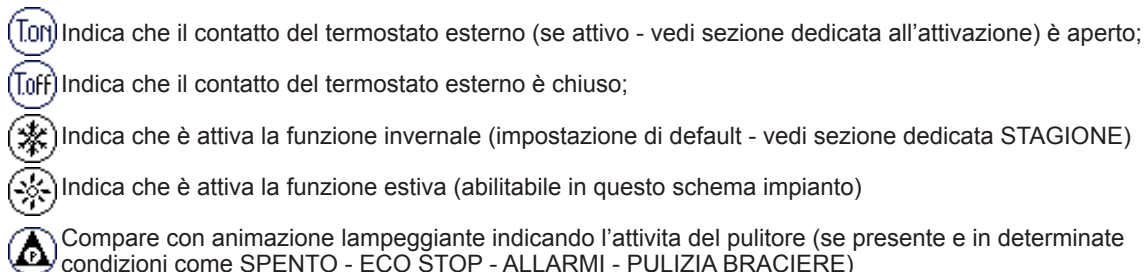 T.on Indica che il contatto del termostato esterno (se attivo - vedi sezione dedicata all'attivazione) è aperto;
T.off Indica che il contatto del termostato esterno è chiuso;
Indica che è attiva la funzione invernale (impostazione di default - vedi sezione dedicata STAGIONE)
Indica che è attiva la funzione estiva (abilitabile in questo schema impianto)
P Compare con animazione lampeggiante indicando l'attivita del pulitore (se presente e in determinate
condizioni come SPENTO - ECO STOP - ALLARMI - PULIZIA BRACIERE)